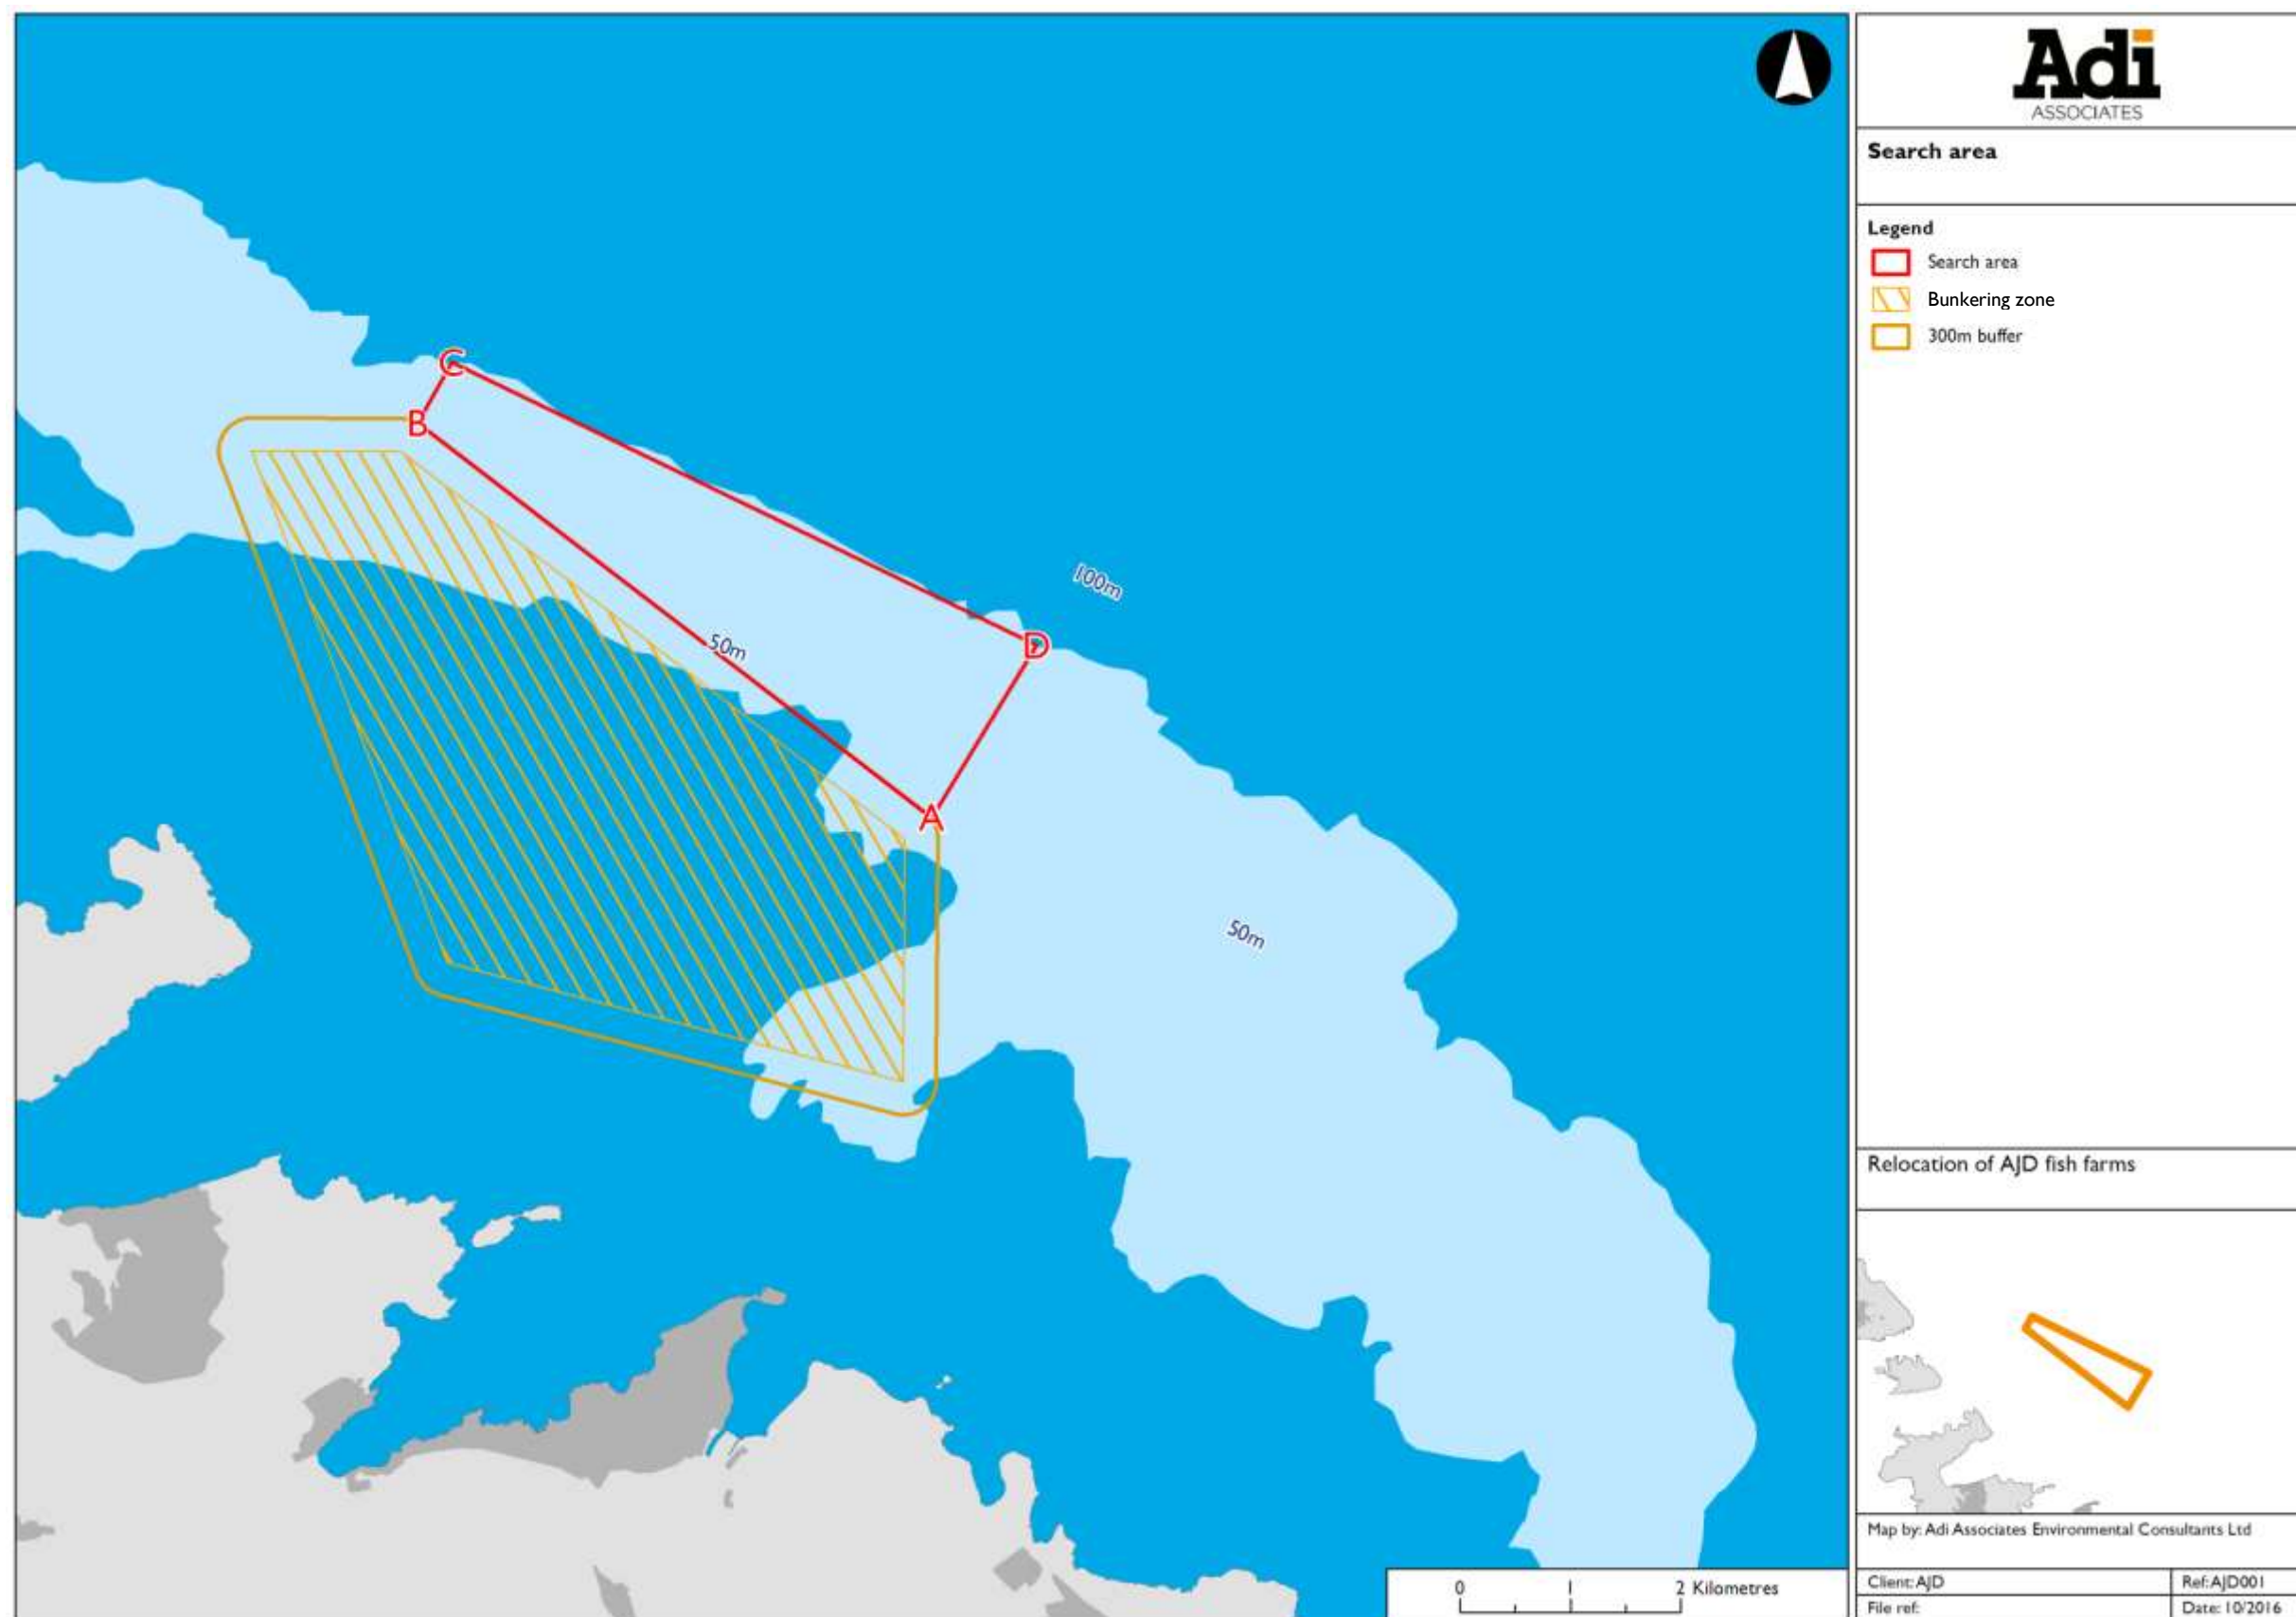 C
B
100m
D
50m
A
50m
0 1 2 Kilometres
Adi
ASSOCIATES
Search area
Legend
Search area
Bunkering zone
300m buffer
Relocation of AJD fish farms
Map by: Adi Associates Environmental Consultants Ltd
Client: AJD
Ref: AJD001
File ref:
Date: 10/2016